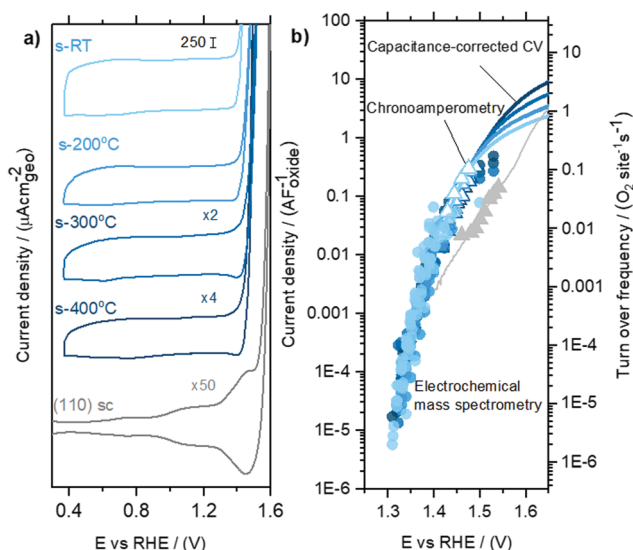 a)
s-RT
250
s-200°C
s-300°C
x2
s-400°C
x4
(110) sc
x50
Current density / (µAcm⁻²geo)
0.4 0.8 1.2 1.6
E vs RHE / (V)
b)
Capacitance-corrected CV
Chronoamperometry
Electrochemical
mass spectrometry
Current density / (AF⁻¹oxide)
100
10
1
0.1
0.01
0.001
1E-4
1E-5
1E-6
1.3 1.4 1.5 1.6
E vs RHE / (V)
10
1
0.1
0.01
0.001
1E-4
1E-5
1E-6
Turn over frequency / (O₂ site⁻¹s⁻¹)